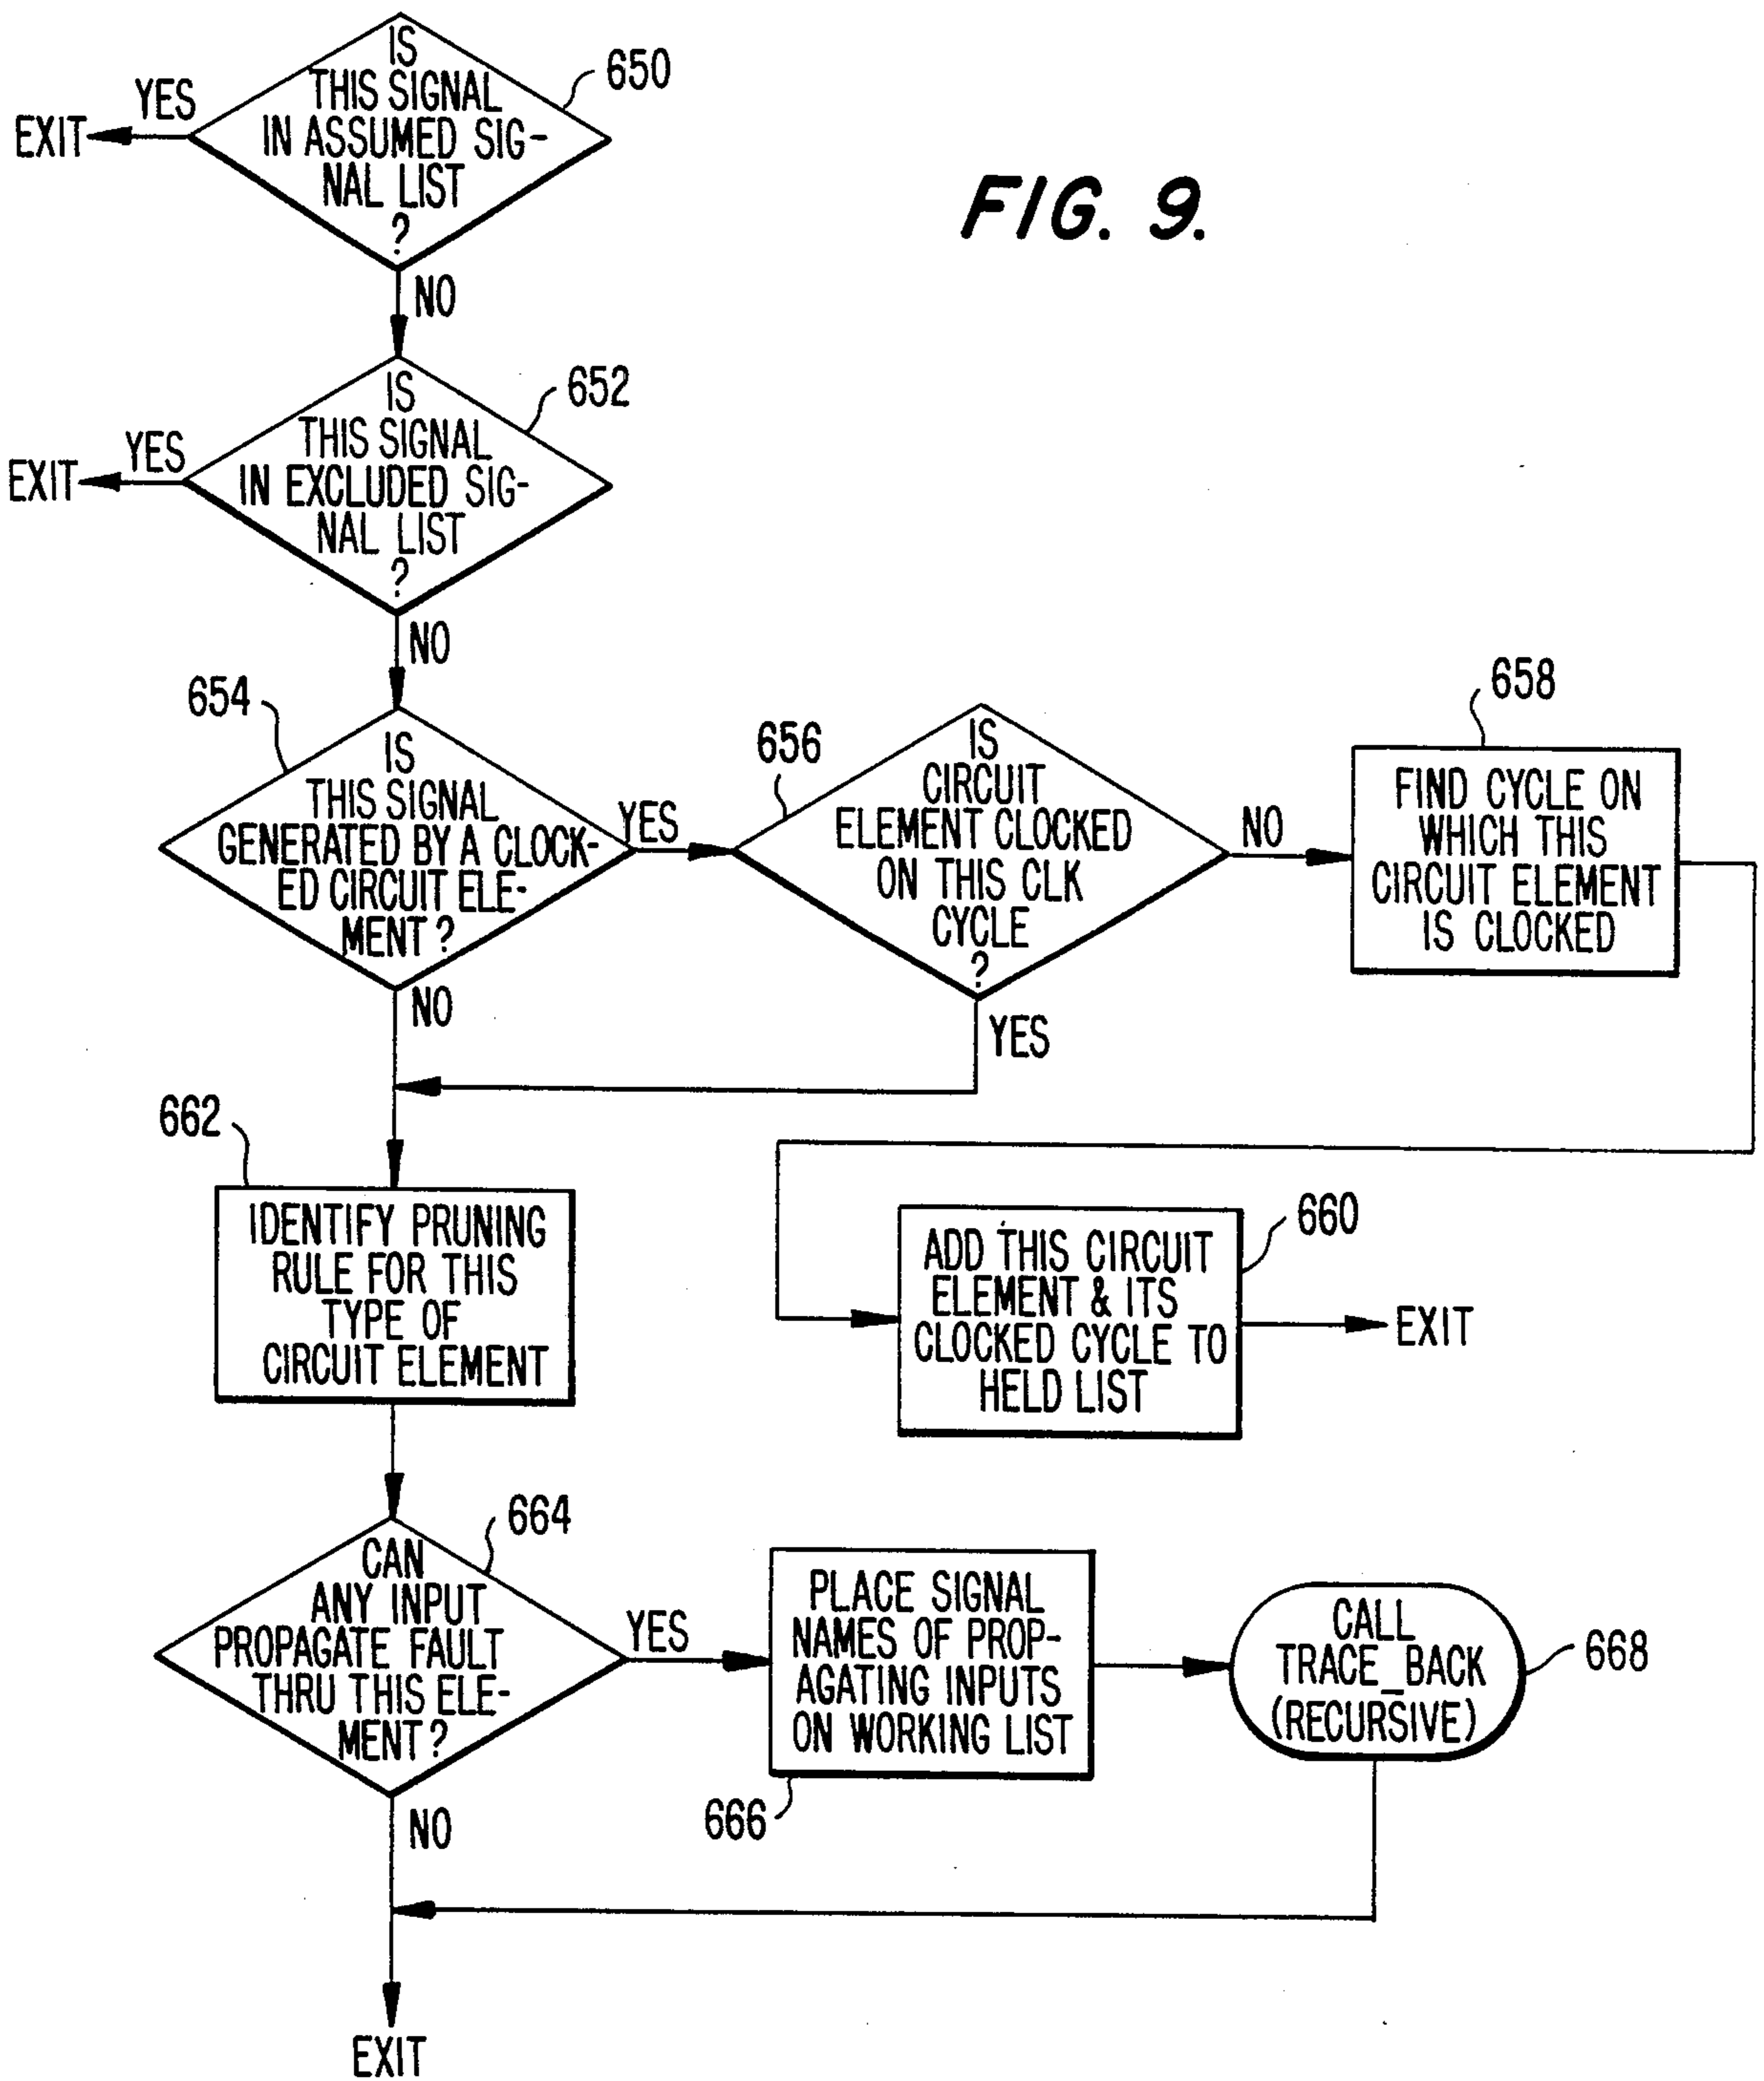 IS
THIS SIGNAL
IN ASSUMED SIG-
NAL LIST
?
650
YES
EXIT
NO
FIG. 9.
IS
THIS SIGNAL
IN EXCLUDED SIG-
NAL LIST
?
652
YES
EXIT
NO
654
IS
THIS SIGNAL
GENERATED BY A CLOCK-
ED CIRCUIT ELE-
MENT?
YES
NO
656
IS
CIRCUIT
ELEMENT CLOCKED
ON THIS CLK
CYCLE
?
NO
YES
658
FIND CYCLE ON
WHICH THIS
CIRCUIT ELEMENT
IS CLOCKED
660
ADD THIS CIRCUIT
ELEMENT & ITS
CLOCKED CYCLE TO
HELD LIST
EXIT
662
IDENTIFY PRUNING
RULE FOR THIS
TYPE OF
CIRCUIT ELEMENT
664
CAN
ANY INPUT
PROPAGATE FAULT
THRU THIS ELE-
MENT?
YES
NO
PLACE SIGNAL
NAMES OF PROP-
AGATING INPUTS
ON WORKING LIST
666
CALL
TRACE_BACK
(RECURSIVE)
668
EXIT